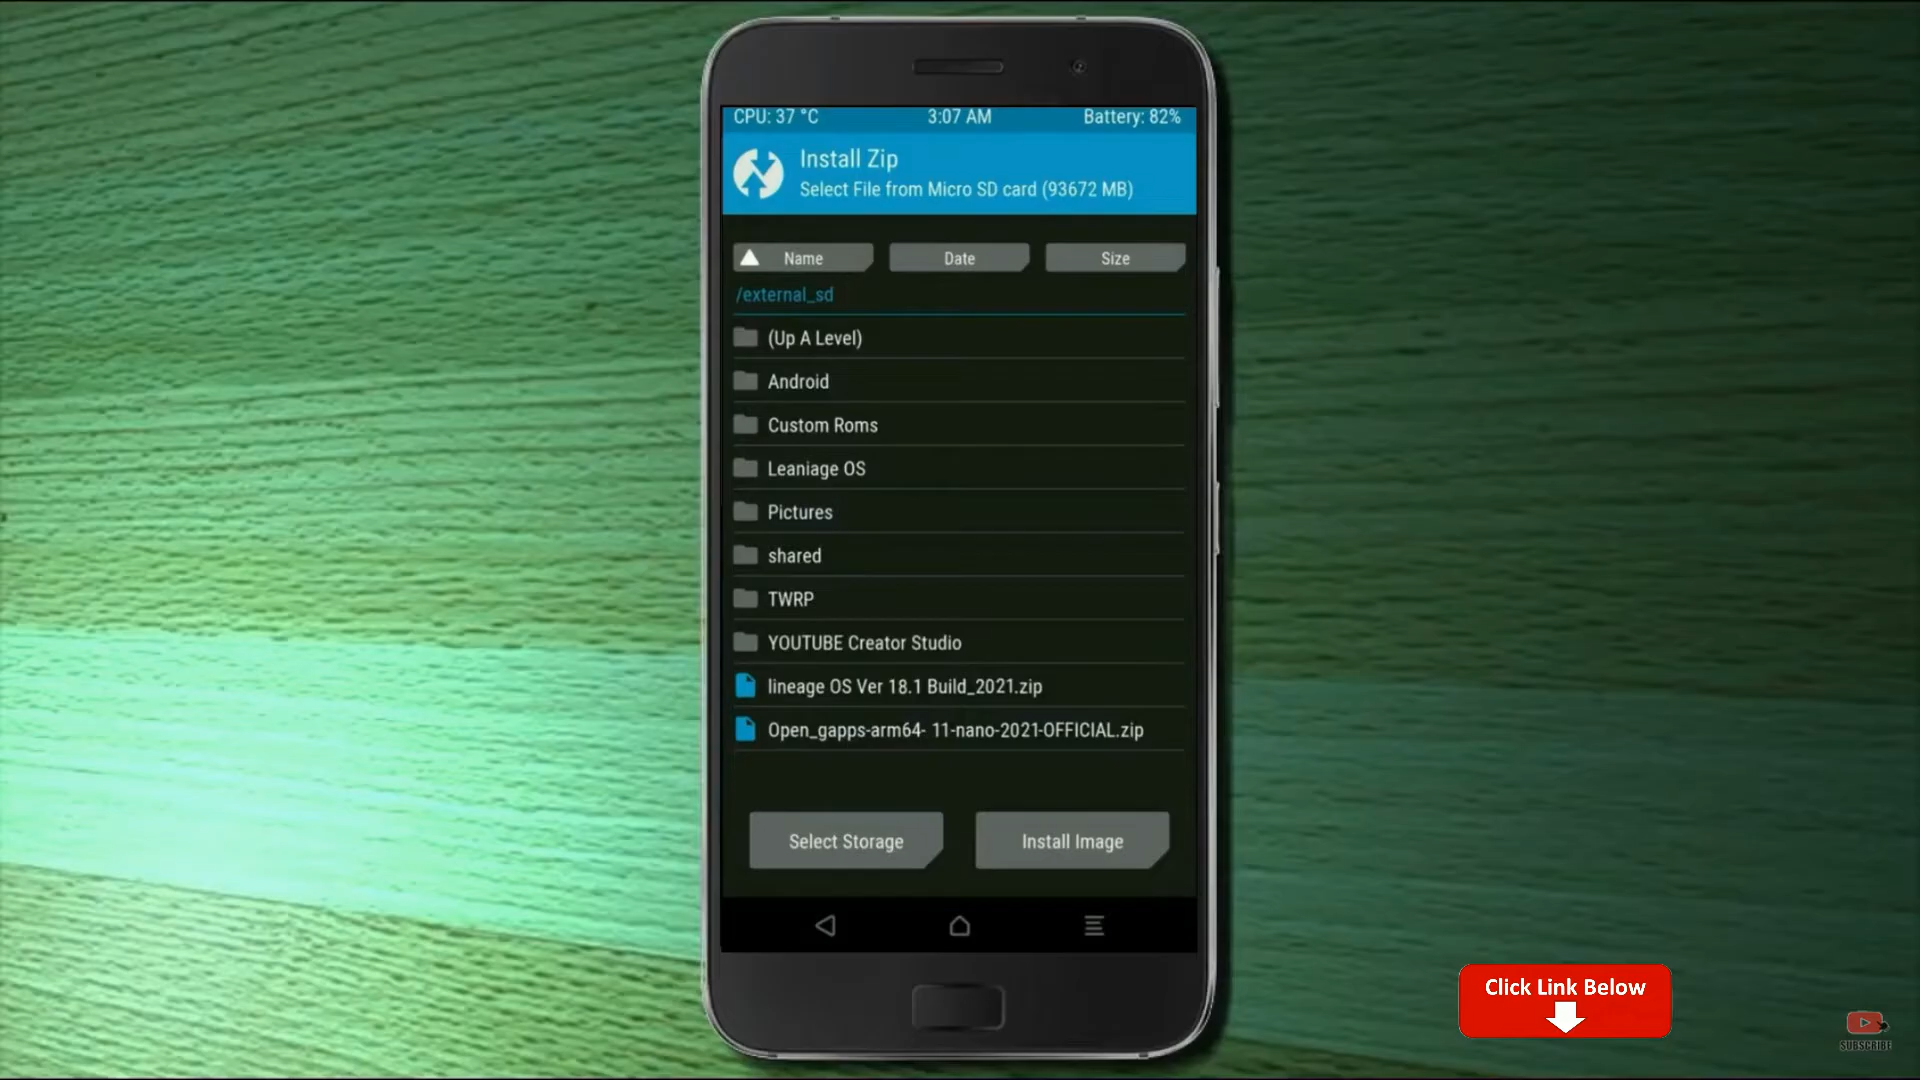 CPU: 37 °C 3:07 AM Battery: 82%
Install Zip
Select File from Micro SD card (93672 MB)
Name Date Size
/external_sd
(Up A Level)
Android
Custom Roms
Leaniage OS
Pictures
shared
TWRP
YOUTUBE Creator Studio
lineage OS Ver 18.1 Build_2021.zip
Open_gapps-arm64- 11-nano-2021-OFFICIAL.zip
Select Storage Install Image
Click Link Below
SUBSCRIBE